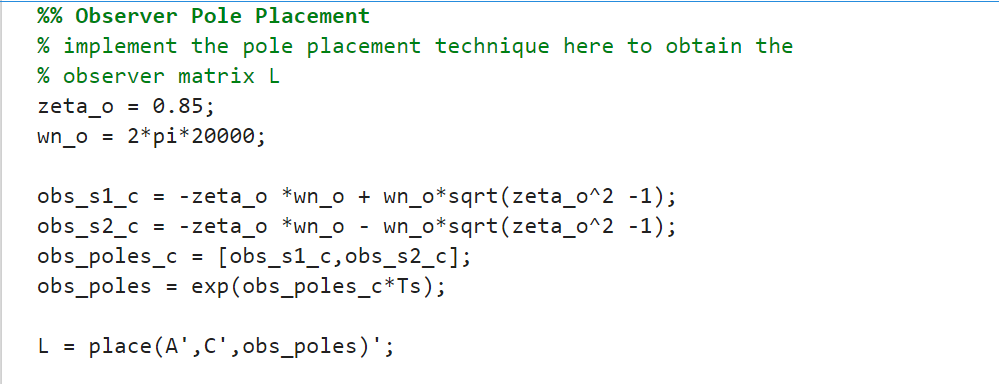 %% Observer Pole Placement
% implement the pole placement technique here to obtain the
% observer matrix L
zeta_o = 0.85;
wn_o = 2*pi*20000;
obs_s1_c = -zeta_o *wn_o + wn_o*sqrt(zeta_o^2 -1);
obs_s2_c = -zeta_o *wn_o - wn_o*sqrt(zeta_o^2 -1);
obs_poles_c = [obs_s1_c,obs_s2_c];
obs_poles = exp(obs_poles_c*Ts);
L = place(A',C',obs_poles)';